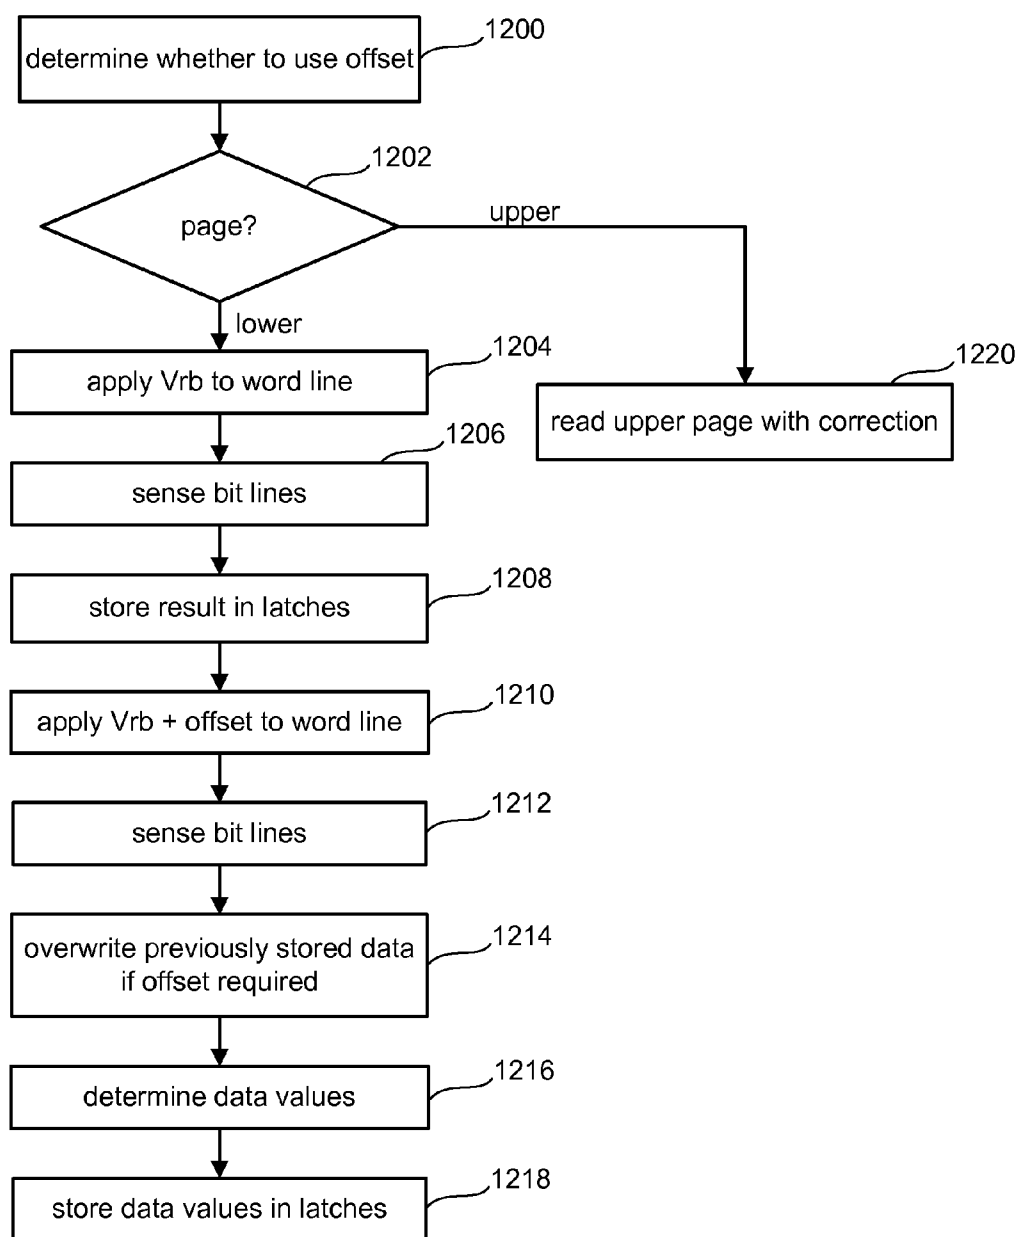 1200
determine whether to use offset
1202
page?
upper
lower
1204
apply Vrb to word line
1220
read upper page with correction
1206
sense bit lines
1208
store result in latches
1210
apply Vrb + offset to word line
1212
sense bit lines
1214
overwrite previously stored data
if offset required
1216
determine data values
1218
store data values in latches